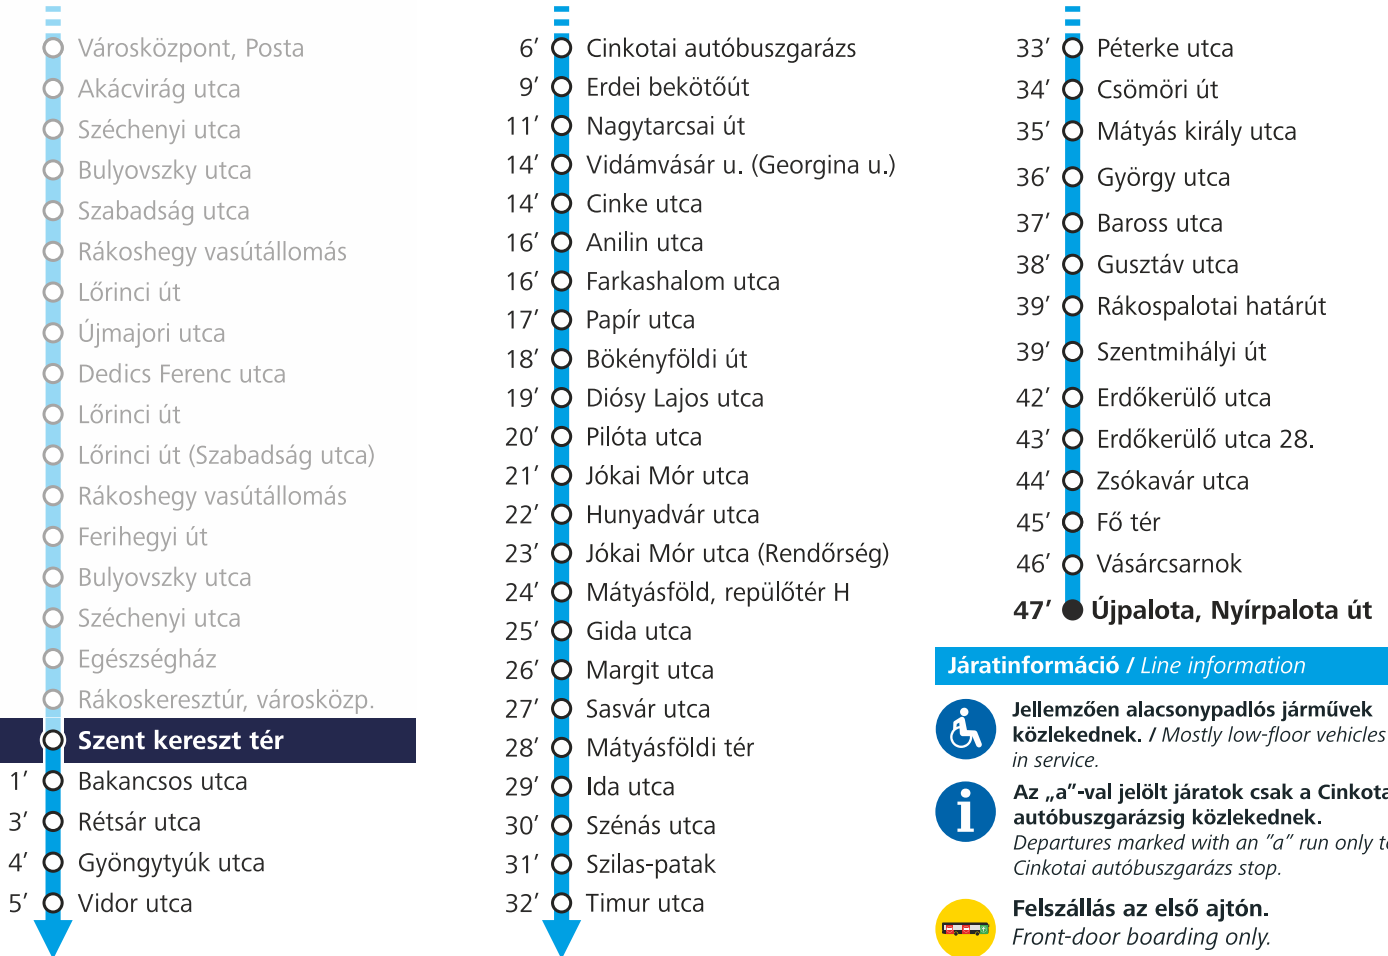 Városközpont, Posta
Akácvirág utca
Széchenyi utca
Bulyovszky utca
Szabadság utca
Rákoshegy vasútállomás
Lőrinci út
Újmajori utca
Dedics Ferenc utca
Lőrinci út
Lőrinci út (Szabadság utca)
Rákoshegy vasútállomás
Ferihegyi út
Bulyovszky utca
Széchenyi utca
Egészségház
Rákoskeresztúr, városközp.
Szent kereszt tér
1′ Bakancsos utca
3′ Rétsár utca
4′ Gyöngytyúk utca
5′ Vidor utca
6′ Cinkotai autóbuszgarázs
9′ Erdei bekötőút
11′ Nagytarcsai út
14′ Vidámvásár u. (Georgina u.)
14′ Cinke utca
16′ Anilin utca
16′ Farkashalom utca
17′ Papír utca
18′ Bökényföldi út
19′ Diósy Lajos utca
20′ Pilóta utca
21′ Jókai Mór utca
22′ Hunyadvár utca
23′ Jókai Mór utca (Rendőrség)
24′ Mátyásföld, repülőtér H
25′ Gida utca
26′ Margit utca
27′ Sasvár utca
28′ Mátyásföldi tér
29′ Ida utca
30′ Szénás utca
31′ Szilas-patak
32′ Timur utca
33′ Péterke utca
34′ Csömöri út
35′ Mátyás király utca
36′ György utca
37′ Baross utca
38′ Gusztáv utca
39′ Rákospalotai határút
39′ Szentmihályi út
42′ Erdőkerülő utca
43′ Erdőkerülő utca 28.
44′ Zsókavár utca
45′ Fő tér
46′ Vásárcsarnok
47′ Újpalota, Nyírpalota út
Járatinformáció / Line information
Jellemzően alacsonypadlós járművek
közlekednek. / Mostly low-floor vehicles
in service.
Az „a”-val jelölt járatok csak a Cinkota
autóbuszgarázsig közlekednek.
Departures marked with an ”a” run only to
Cinkotai autóbuszgarázs stop.
Felszállás az első ajtón.
Front-door boarding only.